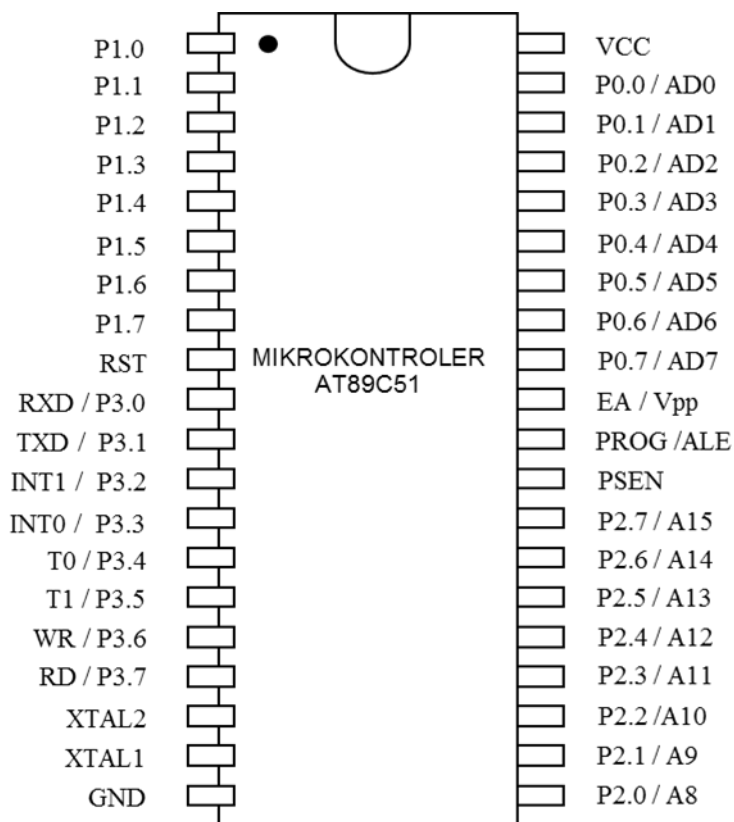 P1.0
P1.1
P1.2
P1.3
P1.4
P1.5
P1.6
P1.7
RST
RXD / P3.0
TXD / P3.1
INT1 / P3.2
INT0 / P3.3
T0 / P3.4
T1 / P3.5
WR / P3.6
RD / P3.7
XTAL2
XTAL1
GND
MIKROKONTROLER
AT89C51
VCC
P0.0 / AD0
P0.1 / AD1
P0.2 / AD2
P0.3 / AD3
P0.4 / AD4
P0.5 / AD5
P0.6 / AD6
P0.7 / AD7
EA / Vpp
PROG /ALE
PSEN
P2.7 / A15
P2.6 / A14
P2.5 / A13
P2.4 / A12
P2.3 / A11
P2.2 /A10
P2.1 / A9
P2.0 / A8